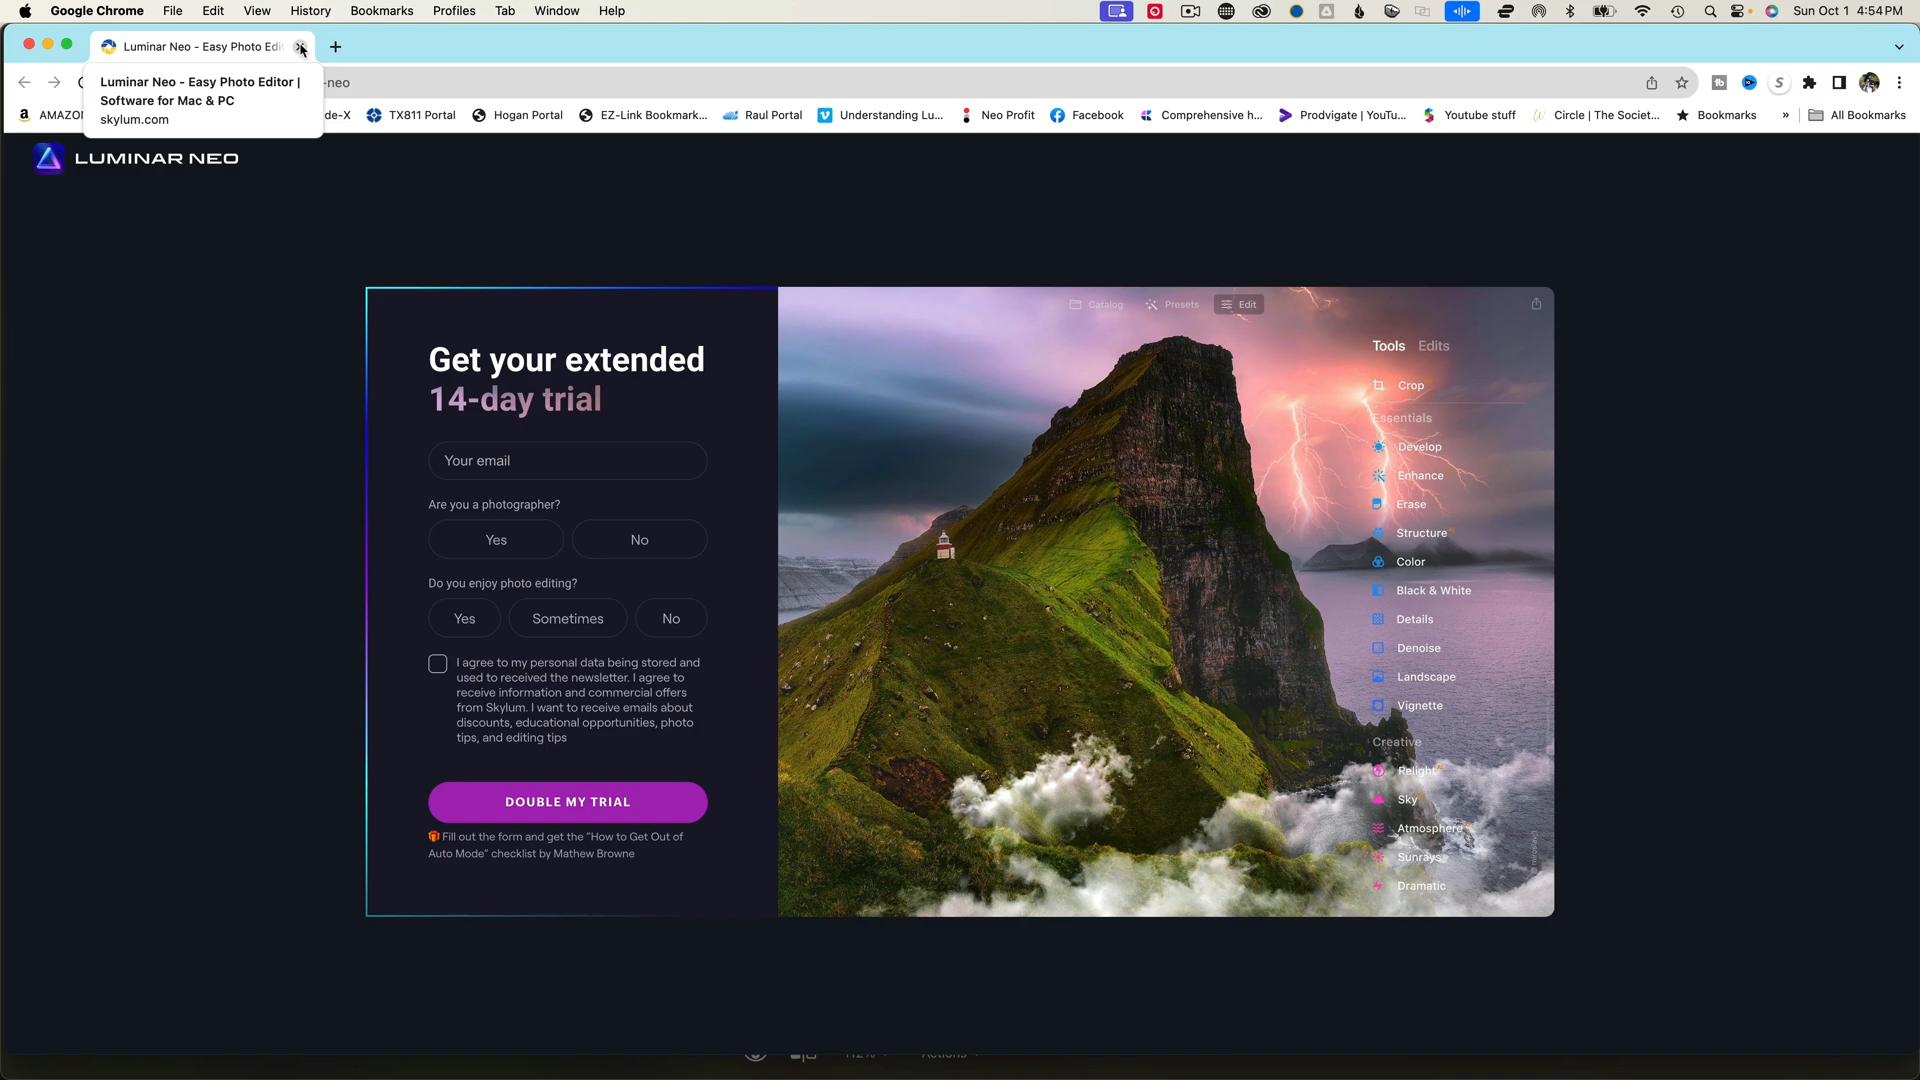 Google Chrome File Edit View History Bookmarks Profiles Tab Window Help Sun Oct 1 4:54 PM
Luminar Neo - Easy Photo Edi
Luminar Neo - Easy Photo Editor |
Software for Mac & PC
skylum.com
-neo
AMAZO de-X TX811 Portal Hogan Portal EZ-Link Bookmark... Raul Portal Understanding Lu... Neo Profit Facebook Comprehensive h... Prodvigate | YouTu... Youtube stuff Circle | The Societ... Bookmarks » All Bookmarks
LUMINAR NEO
Catalog Presets Edit
Get your extended
14-day trial
Your email
Are you a photographer?
Yes No
Do you enjoy photo editing?
Yes Sometimes No
I agree to my personal data being stored and
used to received the newsletter. I agree to
receive information and commercial offers
from Skylum. I want to receive emails about
discounts, educational opportunities, photo
tips, and editing tips
DOUBLE MY TRIAL
Fill out the form and get the "How to Get Out of
Auto Mode" checklist by Mathew Browne
Tools Edits
Crop
Essentials
Develop
Enhance
Erase
Structure
Color
Black & White
Details
Denoise
Landscape
Vignette
Creative
Relight
Sky
Atmosphere
Sunrays
Dramatic